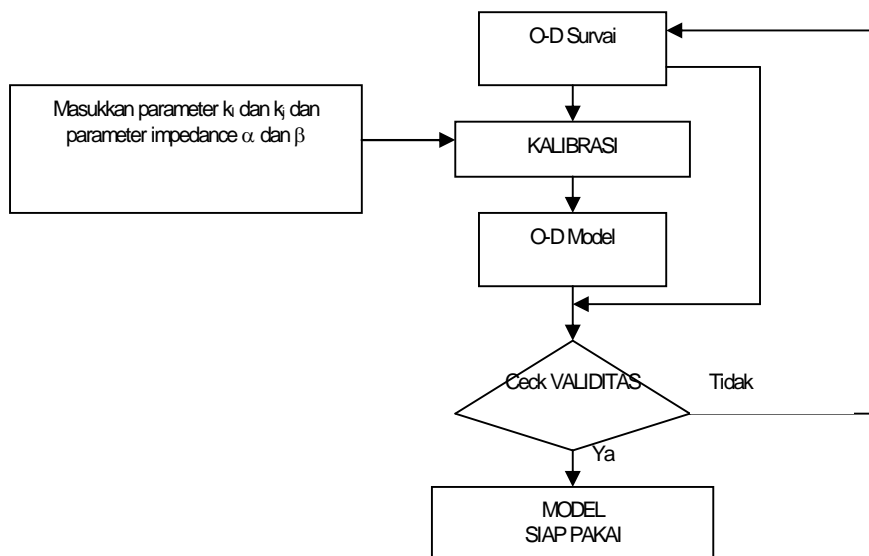 O-D Survai
Masukkan parameter kᵢ dan kⱼ dan
parameter impedance α dan β
KALIBRASI
O-D Model
Ceck VALIDITAS
Tidak
Ya
MODEL
SIAP PAKAI